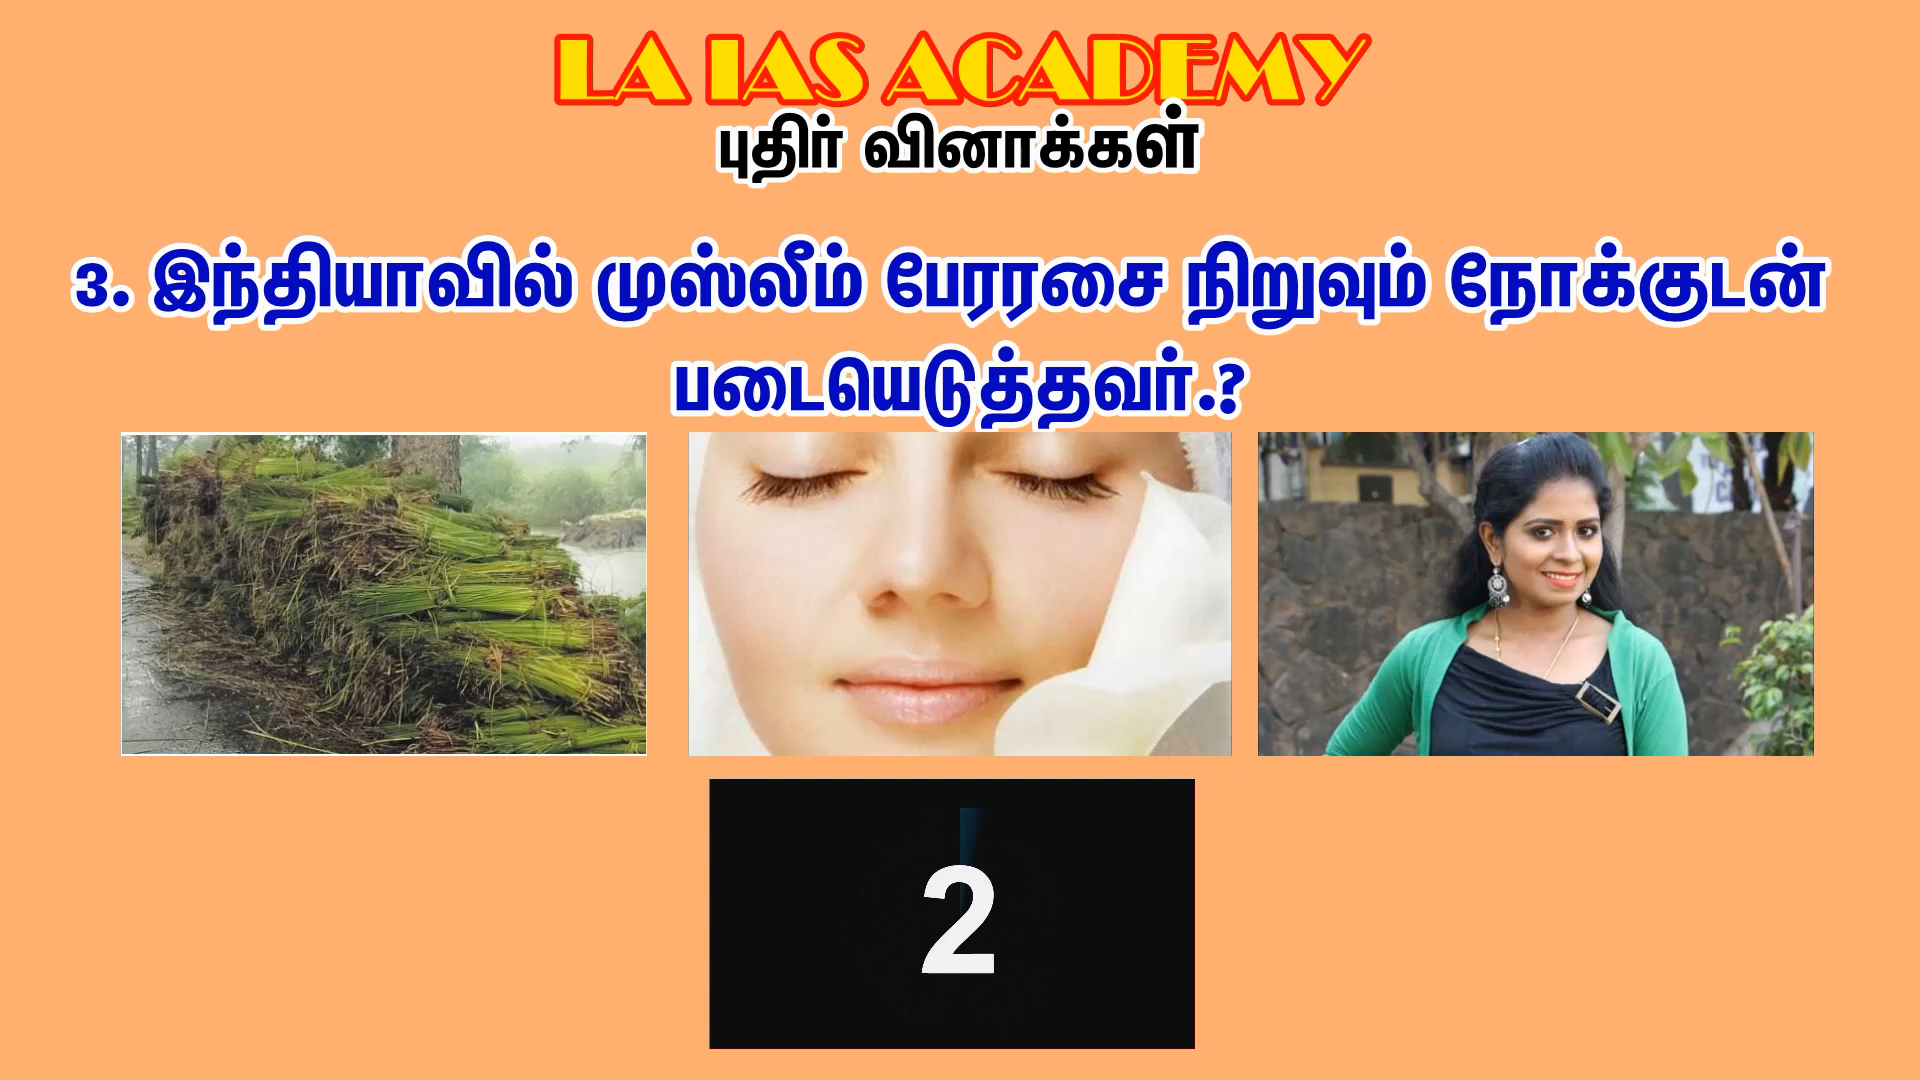 LA IAS ACADEMY
புதிர் வினாக்கள்
3. இந்தியாவில் முஸ்லீம் பேரரசை நிறுவும் நோக்குடன்
படையெடுத்தவர்.?
2